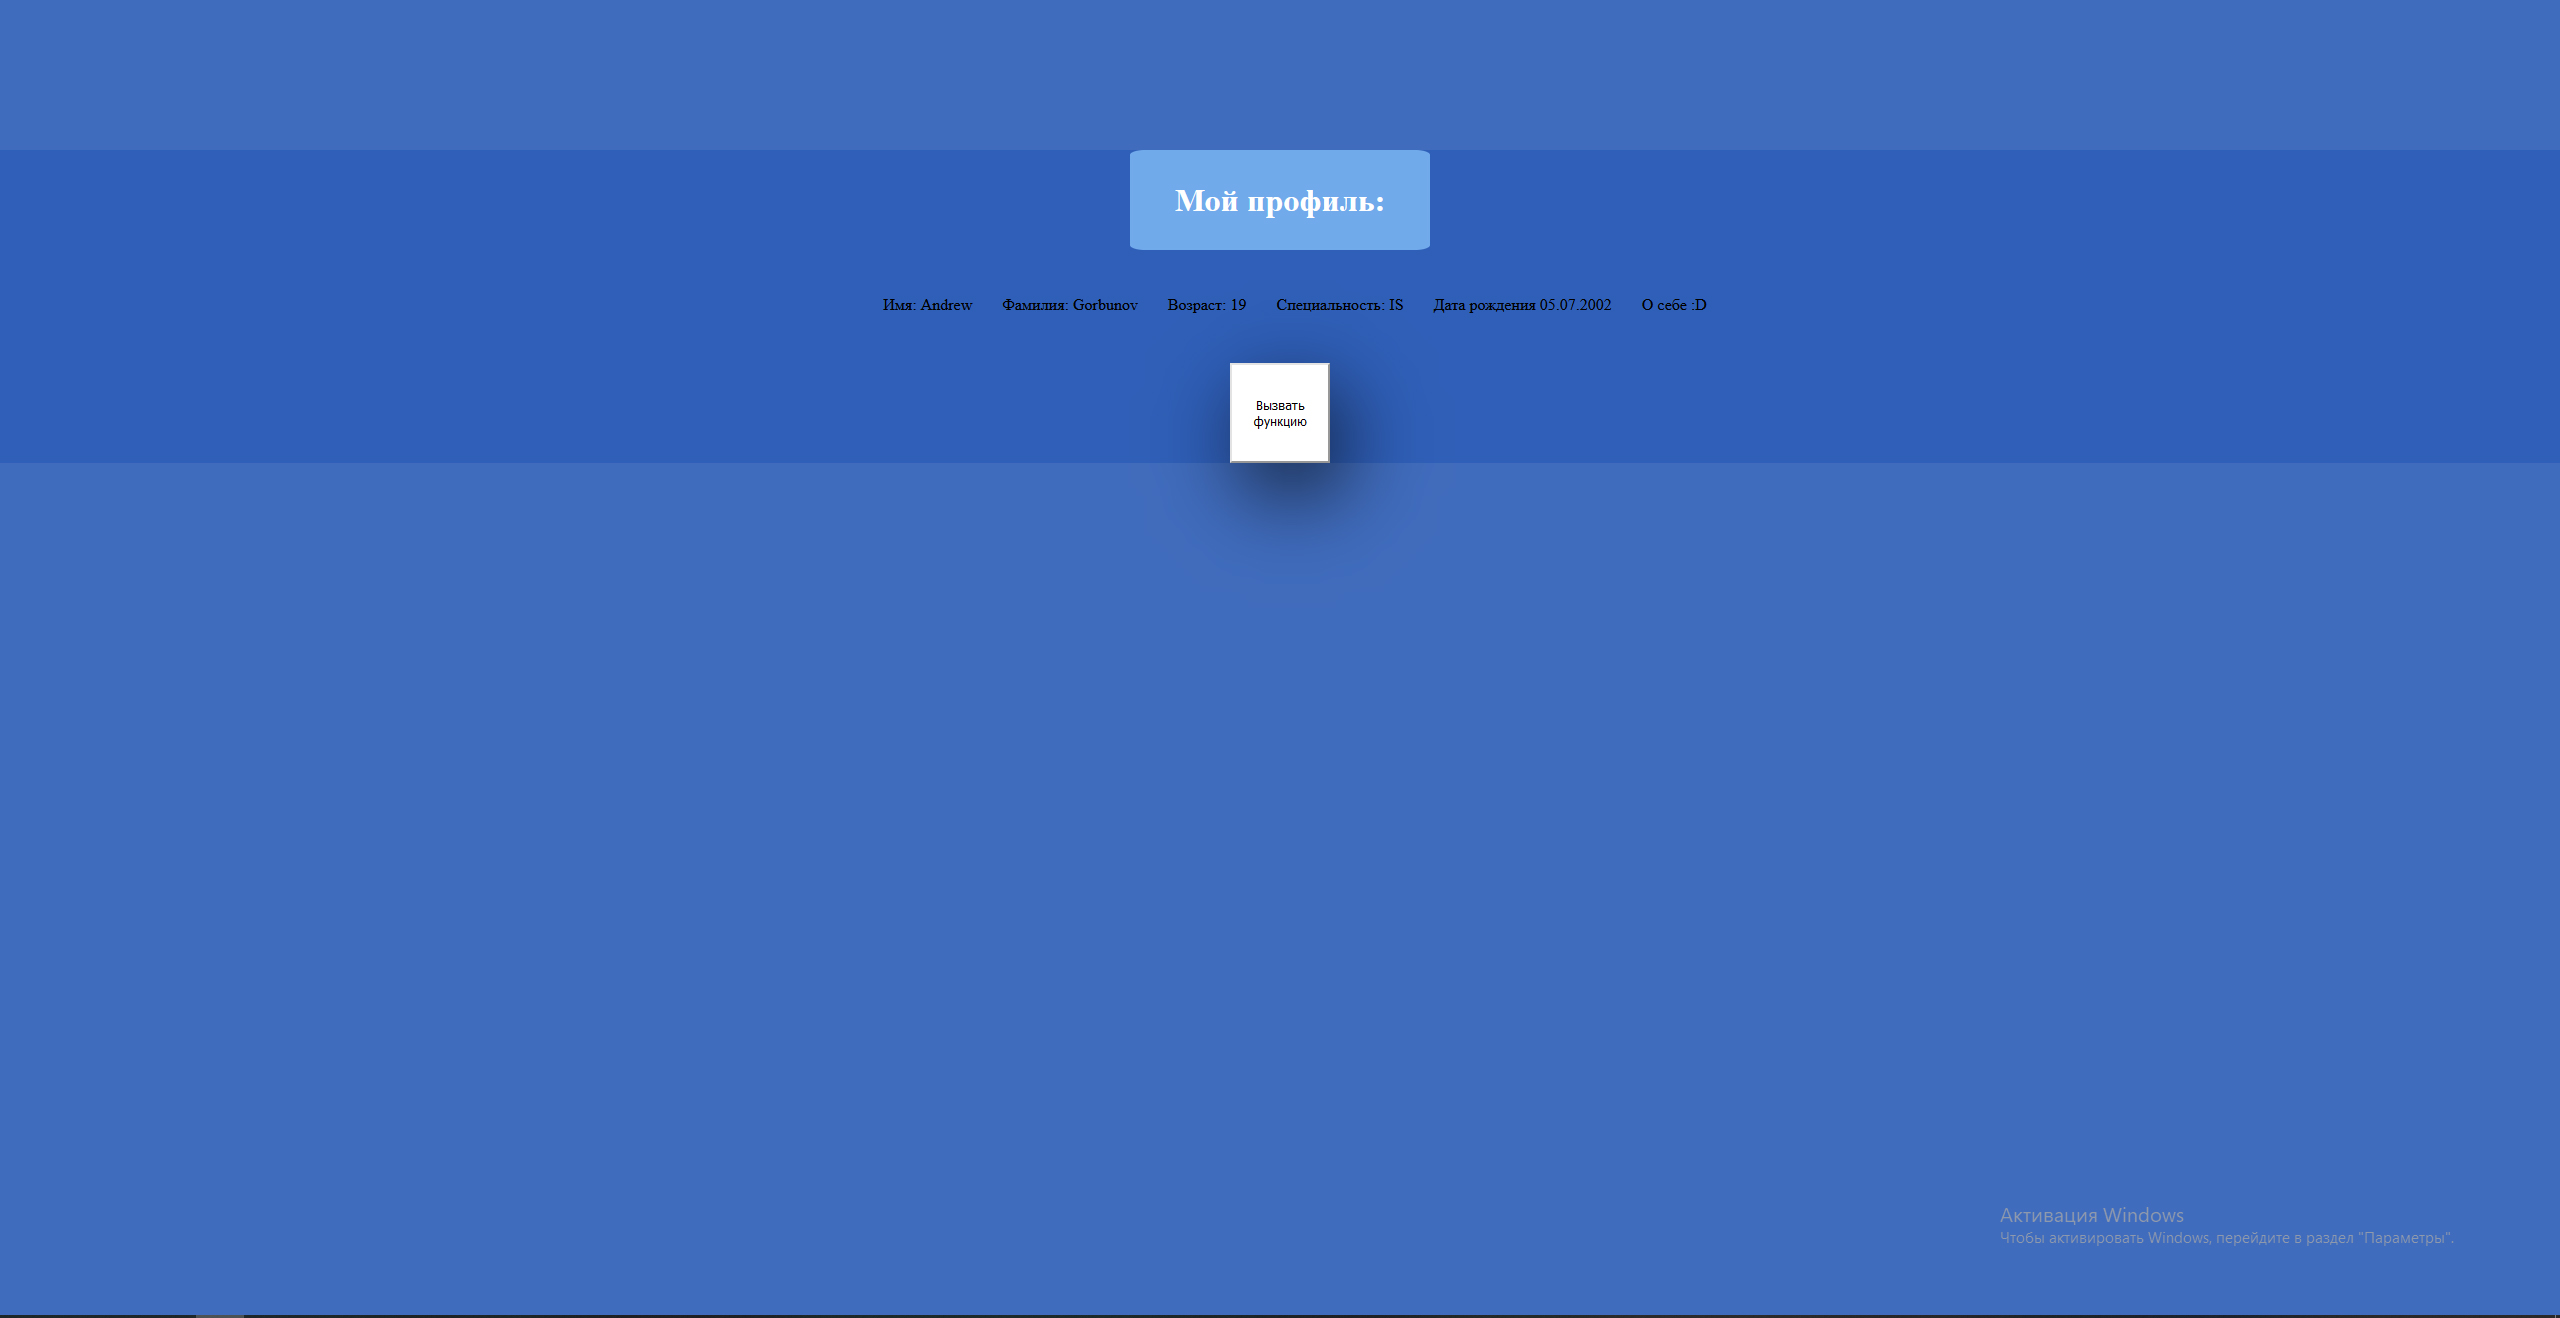 Мой профиль:
Имя: Andrew Фамилия: Gorbunov Возраст: 19 Специальность: IS Дата рождения 05.07.2002 О себе :D
Вызвать
функцию
Активация Windows
Чтобы активировать Windows, перейдите в раздел "Параметры".